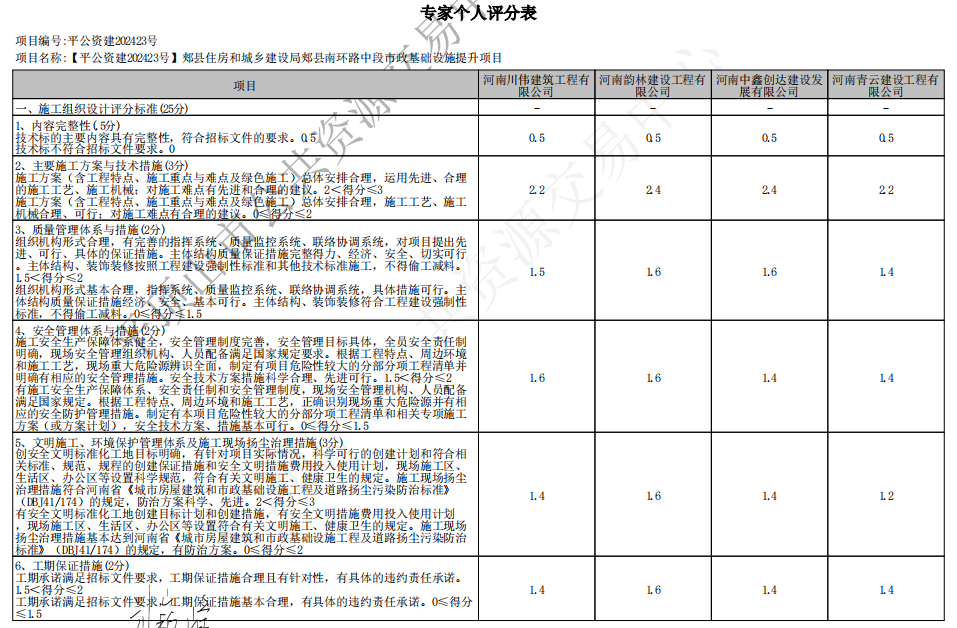 专家个人评分表
项目编号:平公资建202423号
项目名称:【平公资建202423号】郏县住房和城乡建设局郏县南环路中段市政基础设施提升项目
项目 河南川伟建筑工程有限公司 河南韵林建设工程有限公司 河南中鑫创达建设发展有限公司 河南青云建设工程有限公司
一、施工组织设计评分标准(25分) - - - -
1、内容完整性(.5分)
技术标的主要内容具有完整性，符合招标文件的要求。0.5
技术标不符合招标文件要求。0
0.5 0.5 0.5 0.5
2、主要施工方案与技术措施(3分)
施工方案（含工程特点、施工重点与难点及绿色施工）总体安排合理，运用先进、合理
的施工工艺、施工机械；对施工难点有先进和合理的建议。2＜得分≤3
施工方案（含工程特点、施工重点与难点及绿色施工）总体安排合理，施工工艺、施工
机械合理、可行；对施工难点有合理的建议。0≤得分≤2
2.2 2.4 2.4 2.2
3、质量管理体系与措施(2分)
组织机构形式合理，有完善的指挥系统、质量监控系统、联络协调系统，对项目提出先
进、可行、具体的保证措施。主体结构质量保证措施完整得力、经济、安全、切实可行
。主体结构、装饰装修按照工程建设强制性标准和其他技术标准施工，不得偷工减料。
1.5＜得分≤2
组织机构形式基本合理，指挥系统、质量监控系统、联络协调系统，具体措施可行。主
体结构质量保证措施经济、安全、基本可行。主体结构、装饰装修符合工程建设强制性
标准，不得偷工减料。0≤得分≤1.5
1.5 1.6 1.6 1.4
4、安全管理体系与措施(2分)
施工安全生产保障体系健全，安全管理制度完善，安全管理目标具体，全员安全责任制
明确，现场安全管理组织机构、人员配备满足国家规定要求。根据工程特点、周边环境
和施工工艺，现场重大危险源辨识全面，制定有项目危险性较大的分部分项工程清单并
明确有相应的安全管理措施。安全技术方案措施科学合理、先进可行。1.5＜得分≤2
有施工安全生产保障体系、安全责任制和安全管理制度，现场安全管理机构、人员配备
满足国家规定。根据工程特点、周边环境和施工工艺，正确识别现场重大危险源并有相
应的安全防护管理措施。制定有本项目危险性较大的分部分项工程清单和相关专项施工
方案（或方案计划），安全技术方案、措施基本可行。0≤得分≤1.5
1.6 1.6 1.4 1.4
5、文明施工、环境保护管理体系及施工现场扬尘治理措施(3分)
创安全文明标准化工地目标明确，有针对项目实际情况，科学可行的创建计划和符合相
关标准、规范、规程的创建保证措施和安全文明措施费用投入使用计划，现场施工区、
生活区、办公区等设置科学规范，符合有关文明施工、健康卫生的规定。施工现场扬尘
治理措施符合河南省《城市房屋建筑和市政基础设施工程及道路扬尘污染防治标准》
（DBJ41/174）的规定，防治方案科学、先进。2＜得分≤3
有安全文明标准化工地创建目标计划和创建措施，有安全文明措施费用投入使用计划
，现场施工区、生活区、办公区等设置符合有关文明施工、健康卫生的规定。施工现场
扬尘治理措施基本达到河南省《城市房屋建筑和市政基础设施工程及道路扬尘污染防治
标准》（DBJ41/174）的规定，有防治方案。0≤得分≤2
1.4 1.6 1.4 1.2
6、工期保证措施(2分)
工期承诺满足招标文件要求，工期保证措施合理且有针对性，有具体的违约责任承诺。
1.5＜得分≤2
工期承诺满足招标文件要求，工期保证措施基本合理，有具体的违约责任承诺。0≤得分
≤1.5
1.4 1.6 1.4 1.4